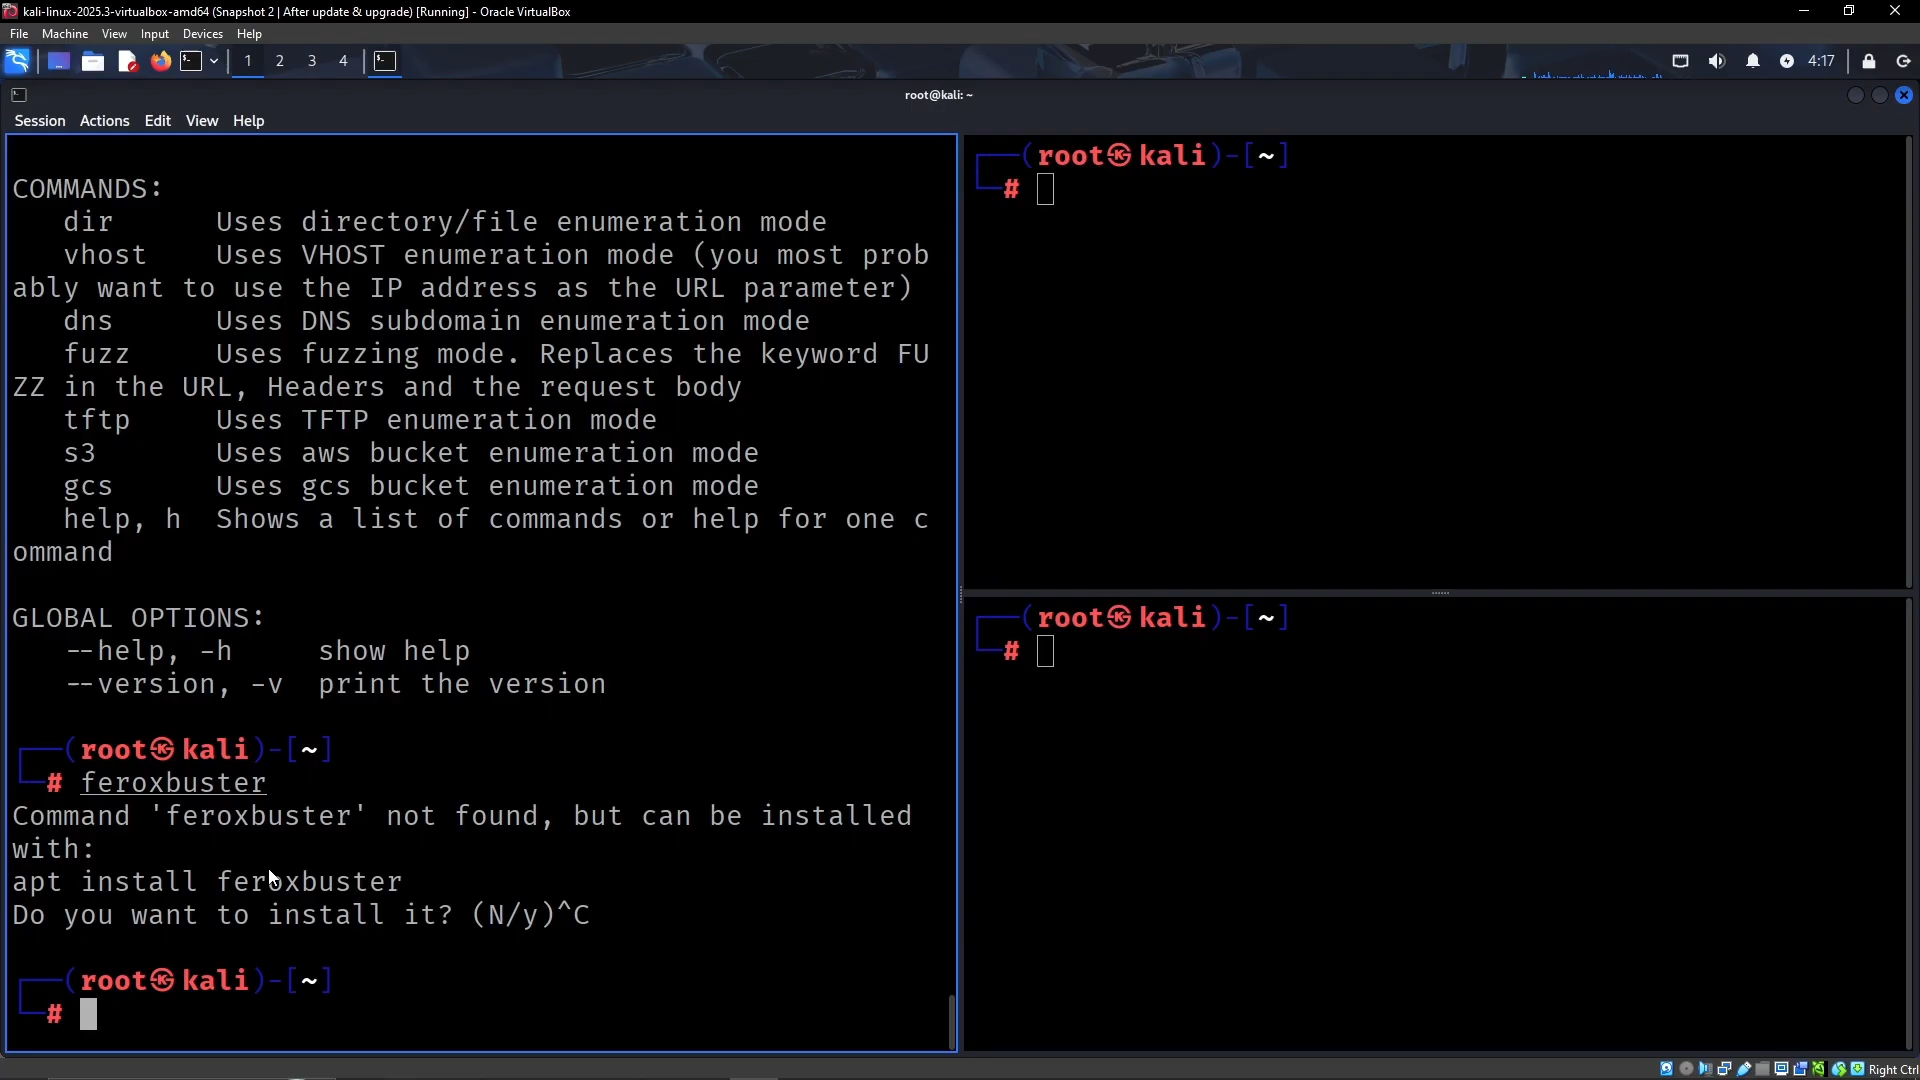 kali-linux-2025.3-virtualbox-amd64 (Snapshot 2 | After update & upgrade) [Running] - Oracle VirtualBox
File Machine View Input Devices Help
1 2 3 4 4:17
root@kali: ~
Session Actions Edit View Help
COMMANDS:
dir Uses directory/file enumeration mode
vhost Uses VHOST enumeration mode (you most prob
ably want to use the IP address as the URL parameter)
dns Uses DNS subdomain enumeration mode
fuzz Uses fuzzing mode. Replaces the keyword FU
ZZ in the URL, Headers and the request body
tftp Uses TFTP enumeration mode
s3 Uses aws bucket enumeration mode
gcs Uses gcs bucket enumeration mode
help, h Shows a list of commands or help for one c
ommand
GLOBAL OPTIONS:
--help, -h show help
--version, -v print the version
┌──(root㉿kali)-[~]
└─# feroxbuster
Command 'feroxbuster' not found, but can be installed
with:
apt install feroxbuster
Do you want to install it? (N/y)^C
┌──(root㉿kali)-[~]
└─#
┌──(root㉿kali)-[~]
└─#
┌──(root㉿kali)-[~]
└─#
Right Ctrl